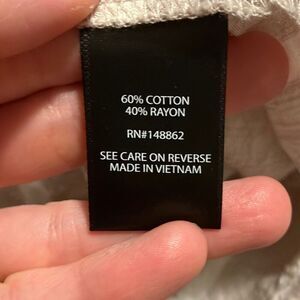 60% COTTON
40% RAYON
RN#148862
SEE CARE ON REVERSE
MADE IN VIETNAM